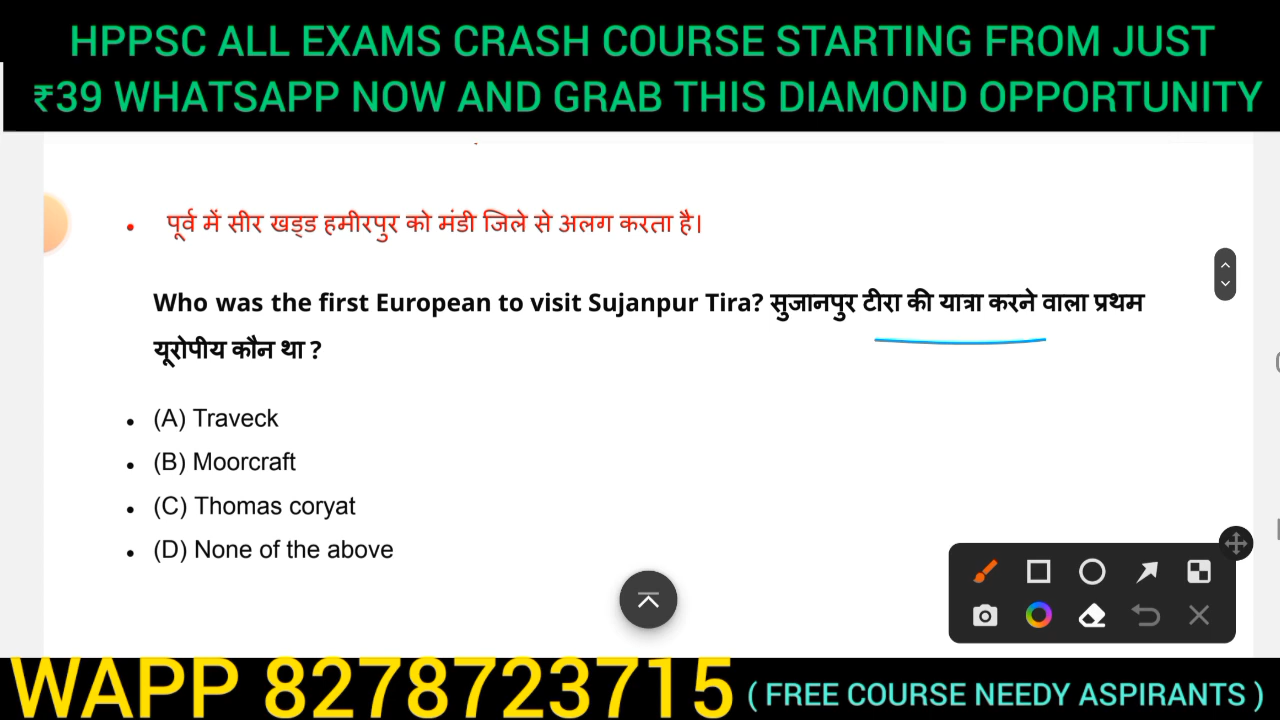 HPPSC ALL EXAMS CRASH COURSE STARTING FROM JUST
₹39 WHATSAPP NOW AND GRAB THIS DIAMOND OPPORTUNITY
• पूर्व में सीर खड्ड हमीरपुर को मंडी जिले से अलग करता है।
Who was the first European to visit Sujanpur Tira? सुजानपुर टीरा की यात्रा करने वाला प्रथम
यूरोपीय कौन था ?
• (A) Traveck
• (B) Moorcraft
• (C) Thomas coryat
• (D) None of the above
WAPP 8278723715 ( FREE COURSE NEEDY ASPIRANTS )